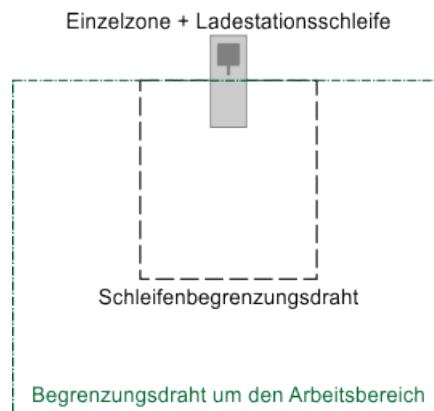 Einzelzone + Ladestationsschleife
Schleifenbegrenzungsdraht
Begrenzungsdraht um den Arbeitsbereich